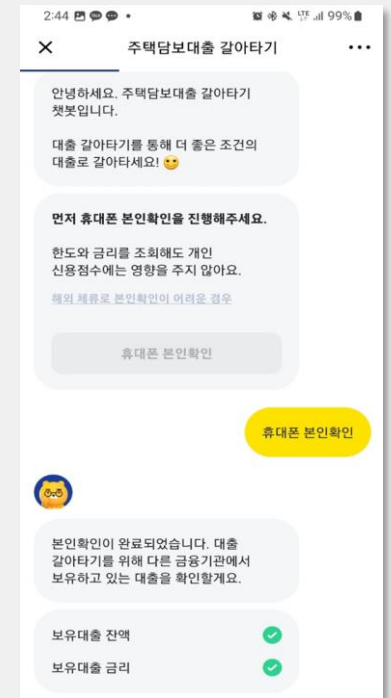 2:44
LTE 99%
주택담보대출 갈아타기
안녕하세요. 주택담보대출 갈아타기
챗봇입니다.
대출 갈아타기를 통해 더 좋은 조건의
대출로 갈아타세요!
먼저 휴대폰 본인확인을 진행해주세요.
한도와 금리를 조회해도 개인
신용점수에는 영향을 주지 않아요.
해외 체류로 본인확인이 어려운 경우
휴대폰 본인확인
휴대폰 본인확인
본인확인이 완료되었습니다. 대출
갈아타기를 위해 다른 금융기관에서
보유하고 있는 대출을 확인할게요.
보유대출 잔액
보유대출 금리